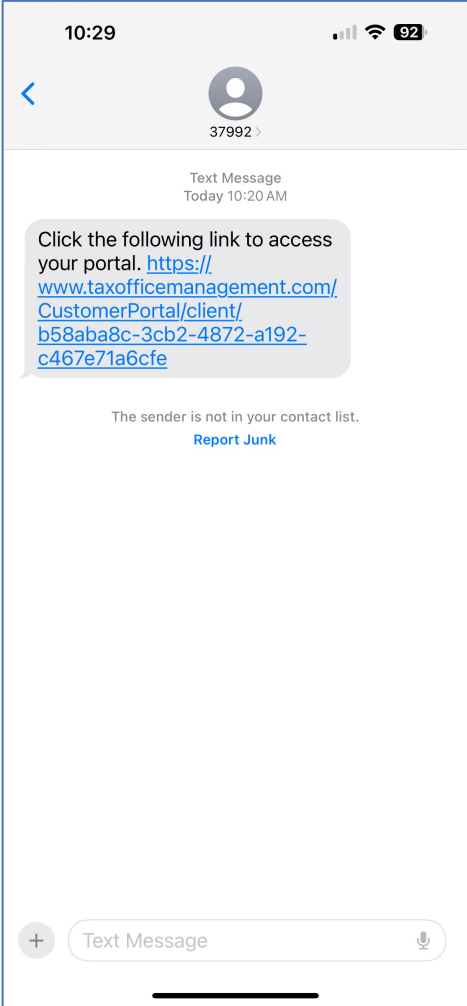 10:29
92
37992 >
Text Message
Today 10:20 AM
Click the following link to access
your portal. https://
www.taxofficemanagement.com/
CustomerPortal/client/
b58aba8c-3cb2-4872-a192-
c467e71a6cfe
The sender is not in your contact list.
Report Junk
+
Text Message